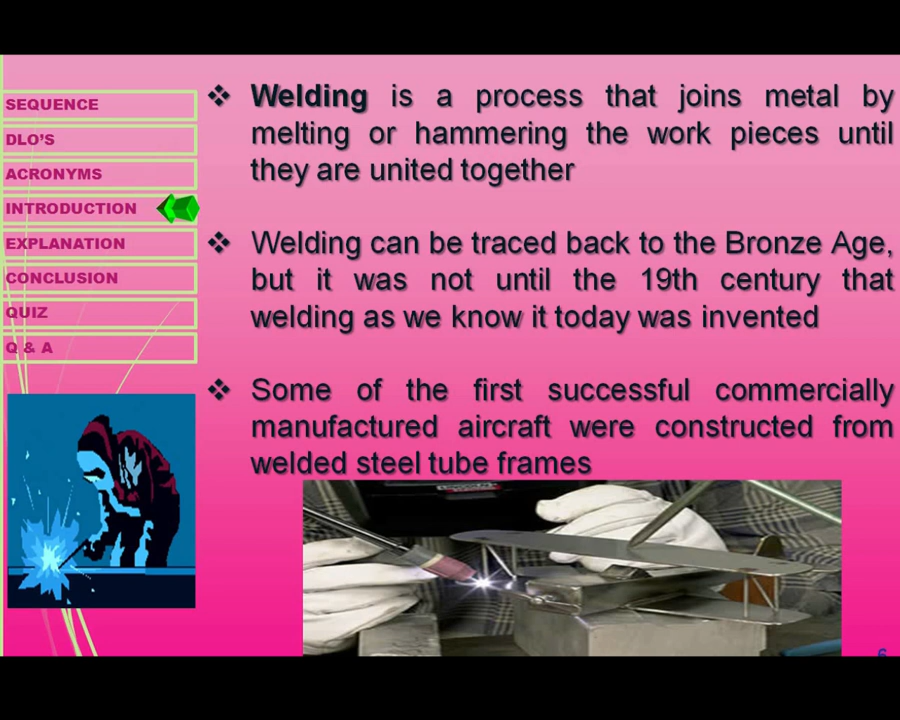 SEQUENCE
DLO'S
ACRONYMS
INTRODUCTION
EXPLANATION
CONCLUSION
QUIZ
Q & A
❖ Welding is a process that joins metal by
melting or hammering the work pieces until
they are united together
❖ Welding can be traced back to the Bronze Age,
but it was not until the 19th century that
welding as we know it today was invented
❖ Some of the first successful commercially
manufactured aircraft were constructed from
welded steel tube frames
6